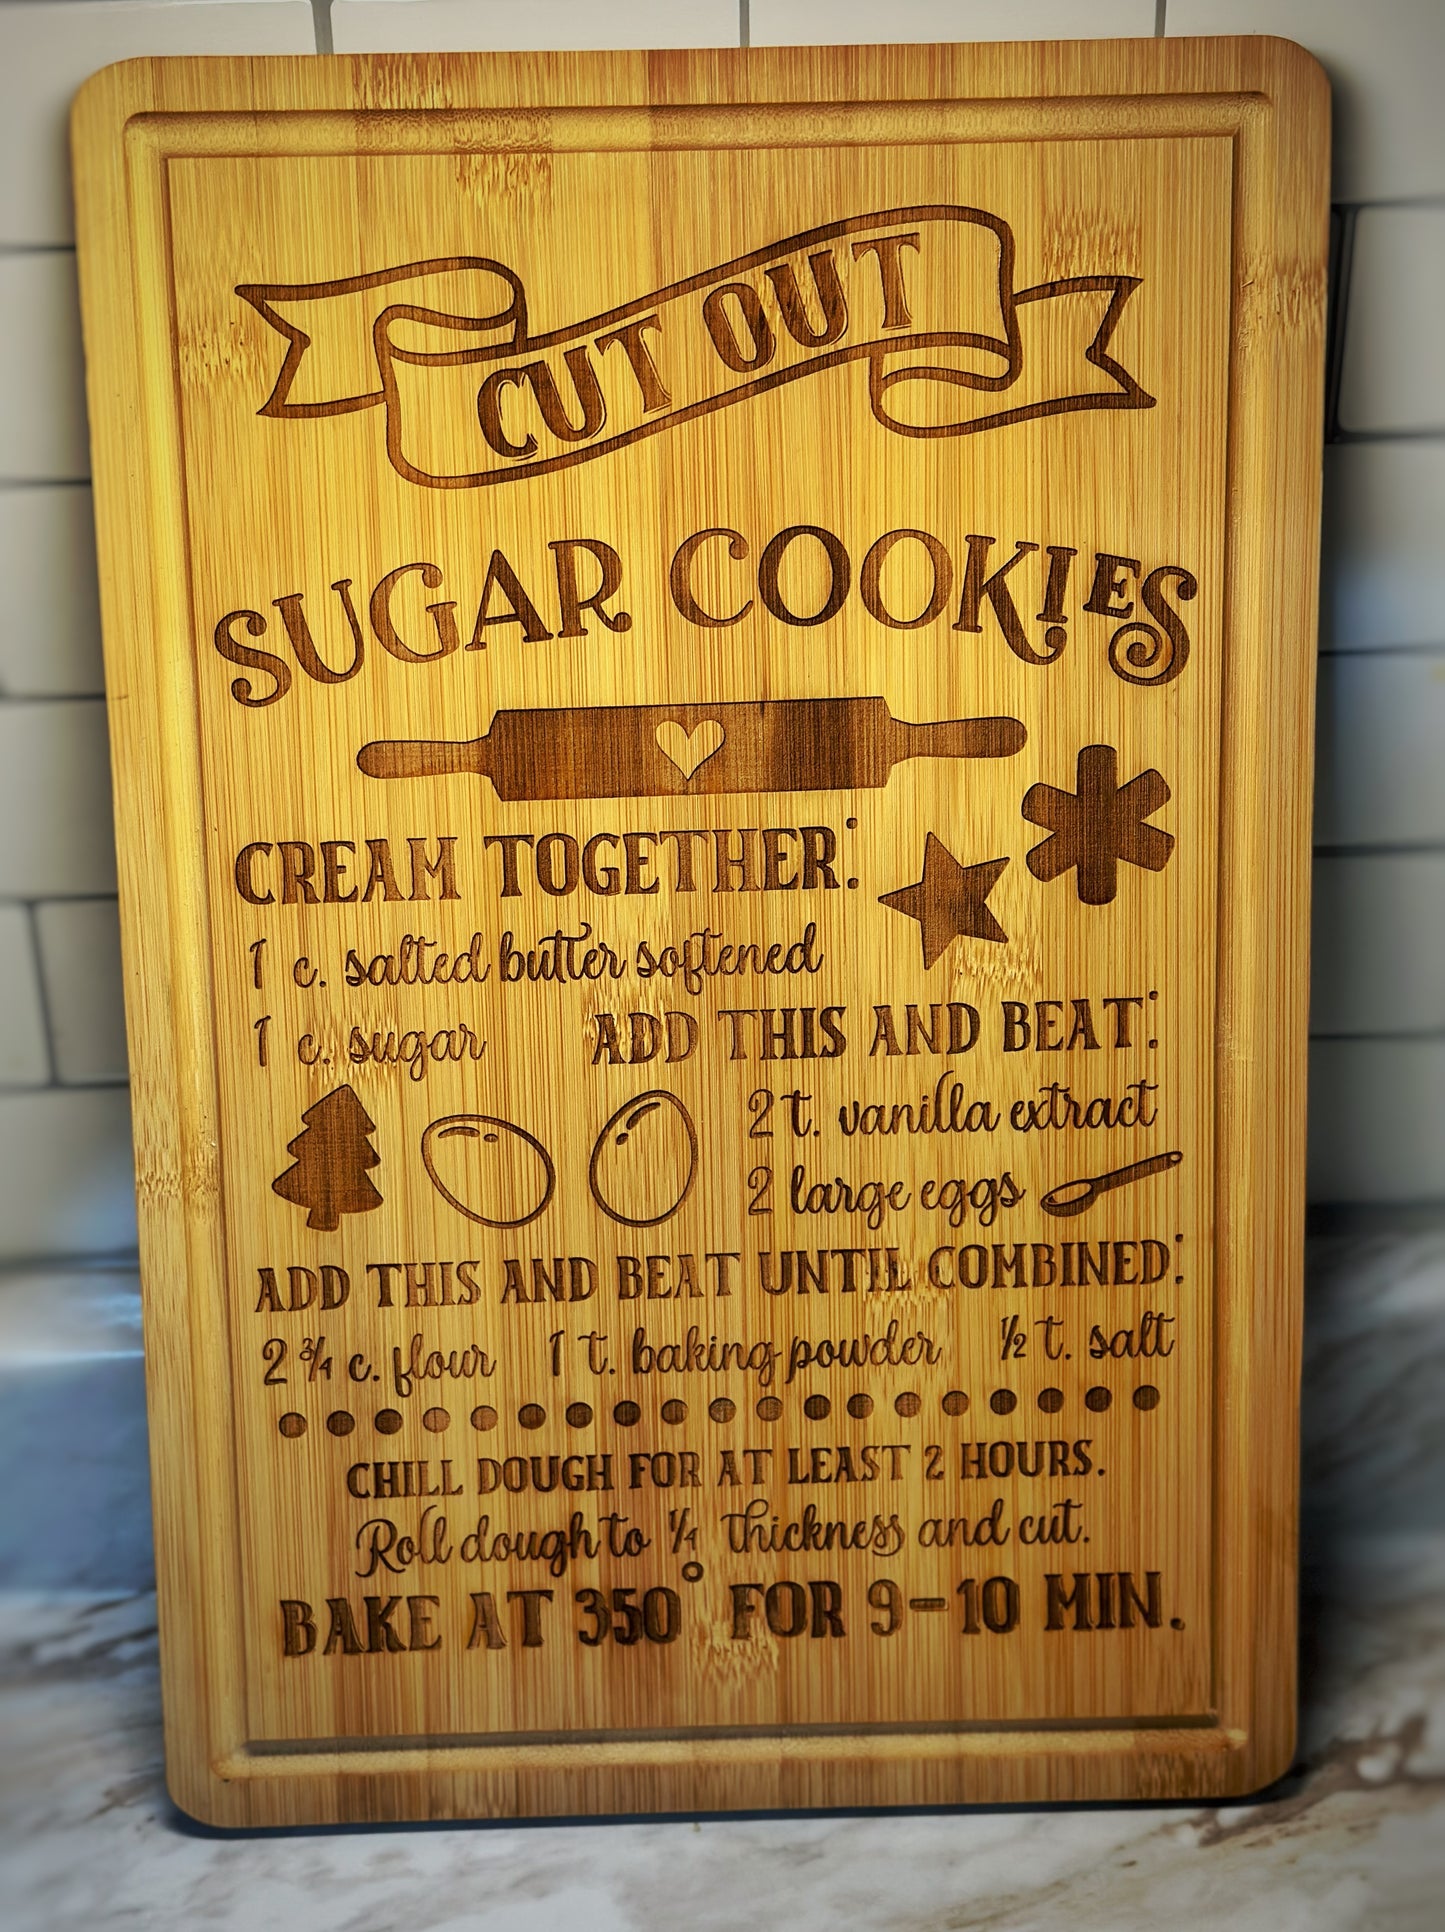 CUT OUT
SUGAR COOKIES
CREAM TOGETHER:
1 c. salted butter softened
1 c. sugar
ADD THIS AND BEAT:
2 t. vanilla extract
2 large eggs
ADD THIS AND BEAT UNTIL COMBINED:
2 ¾ c. flour 1 t. baking powder ½ t. salt
CHILL DOUGH FOR AT LEAST 2 HOURS.
Roll dough to ¼ thickness and cut.
BAKE AT 350° FOR 9-10 MIN.